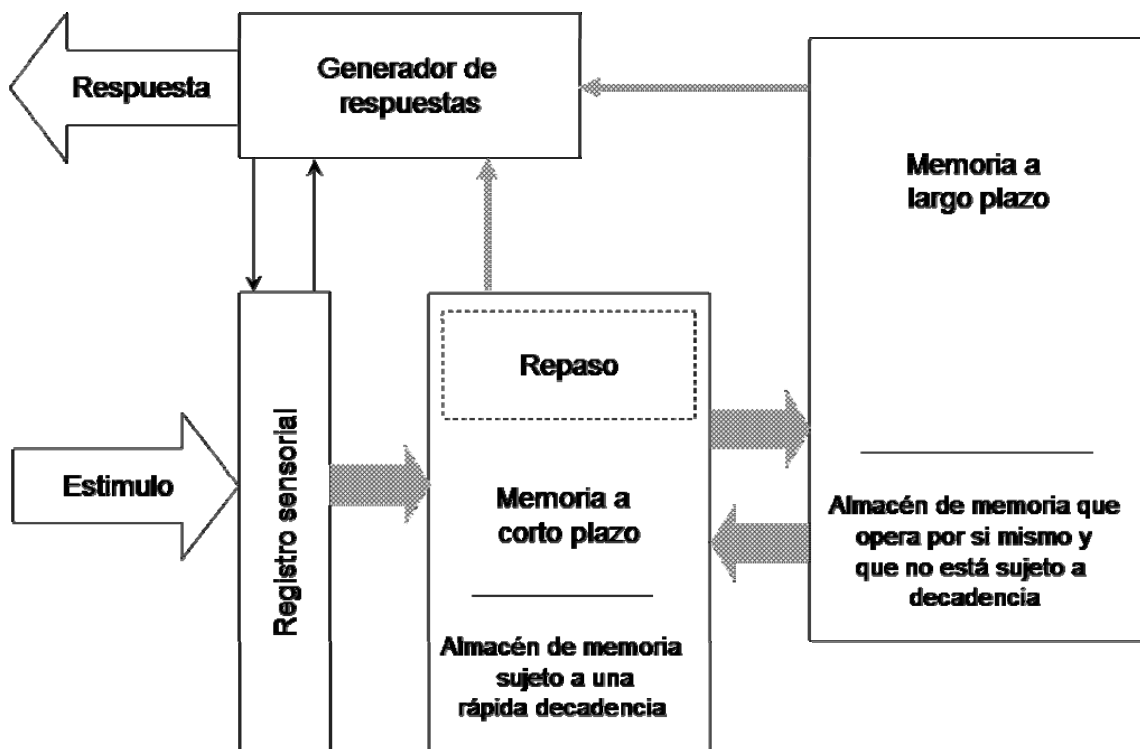 Respuesta
Generador de
respuestas
Memoria a
largo plazo
Estimulo
Registro sensorial
Repaso
Memoria a
corto plazo
Almacén de memoria
sujeto a una
rápida decadencia
Almacén de memoria que
opera por si mismo y
que no está sujeto a
decadencia